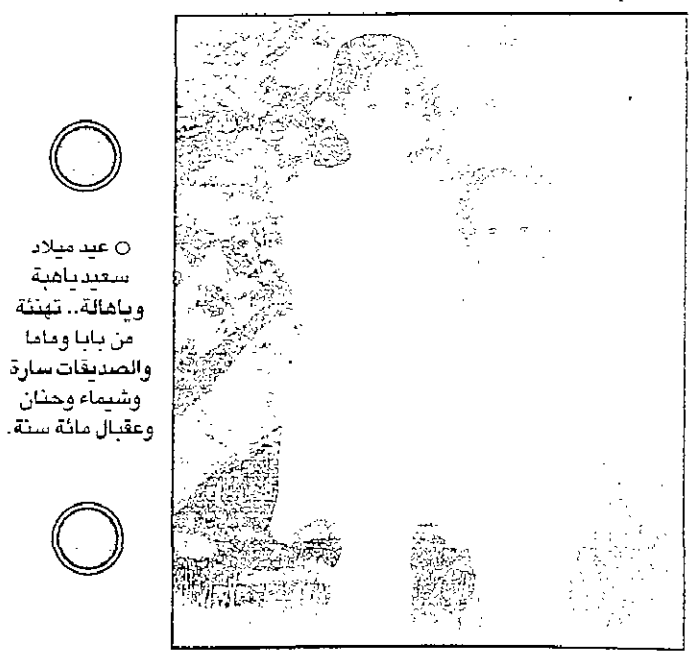 ○ عيد ميلاد
سعيد ياهبة
وياهالة.. تهنئة
من بابا وماما
والصديقات سارة
وشيماء وحنان
وعقبال مائة سنة.